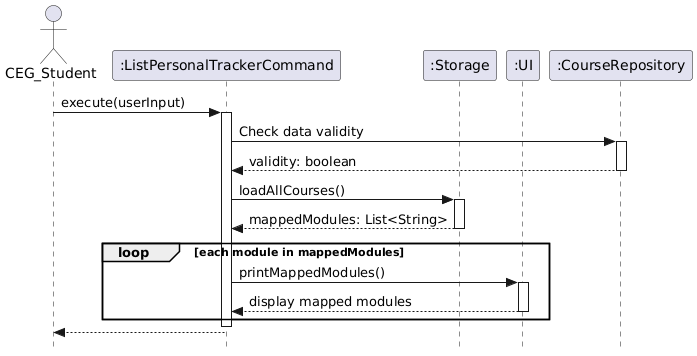 CEG_Student
:ListPersonalTrackerCommand
:Storage
:UI
:CourseRepository
execute(userInput)
Check data validity
validity: boolean
loadAllCourses()
mappedModules: List<String>
loop
[each module in mappedModules]
printMappedModules()
display mapped modules